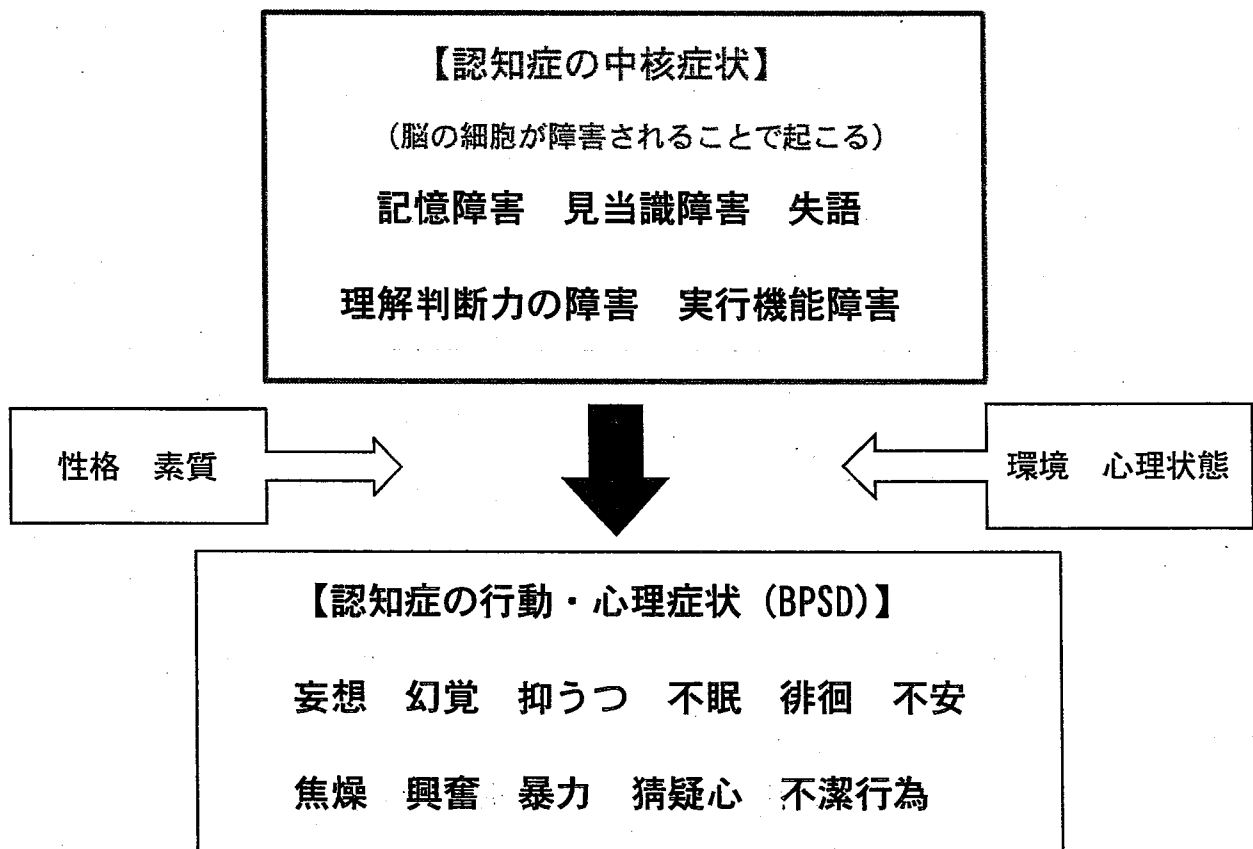 【認知症の中核症状】
（脳の細胞が障害されることで起こる）
記憶障害　見当識障害　失語
理解判断力の障害　実行機能障害
性格　素質
環境　心理状態
【認知症の行動・心理症状（BPSD）】
妄想　幻覚　抑うつ　不眠　徘徊　不安
焦燥　興奮　暴力　猜疑心　不潔行為